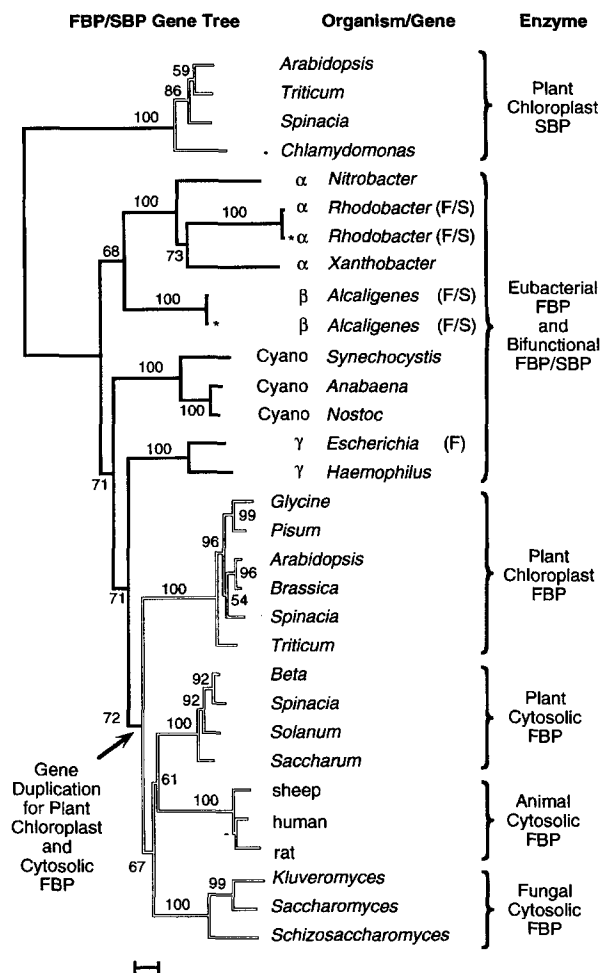 FBP/SBP Gene Tree Organism/Gene Enzyme
59 Arabidopsis
86 Triticum
100 Spinacia
Chlamydomonas
Plant
Chloroplast
SBP
α Nitrobacter
100 α Rhodobacter (F/S)
*α Rhodobacter (F/S)
68 73 α Xanthobacter
100 β Alcaligenes (F/S)
* β Alcaligenes (F/S)
100 Cyano Synechocystis
Cyano Anabaena
100 Cyano Nostoc
100 γ Escherichia (F)
71 γ Haemophilus
Eubacterial
FBP
and
Bifunctional
FBP/SBP
Glycine
99 Pisum
96 Arabidopsis
71 100 96 Brassica
54 Spinacia
Triticum
Plant
Chloroplast
FBP
92 Beta
92 Spinacia
72 100 Solanum
Saccharum
Plant
Cytosolic
FBP
Gene
Duplication
for Plant
Chloroplast
and
Cytosolic
FBP
61
100 sheep
human
67 rat
Animal
Cytosolic
FBP
99 Kluveromyces
100 Saccharomyces
Schizosaccharomyces
Fungal
Cytosolic
FBP